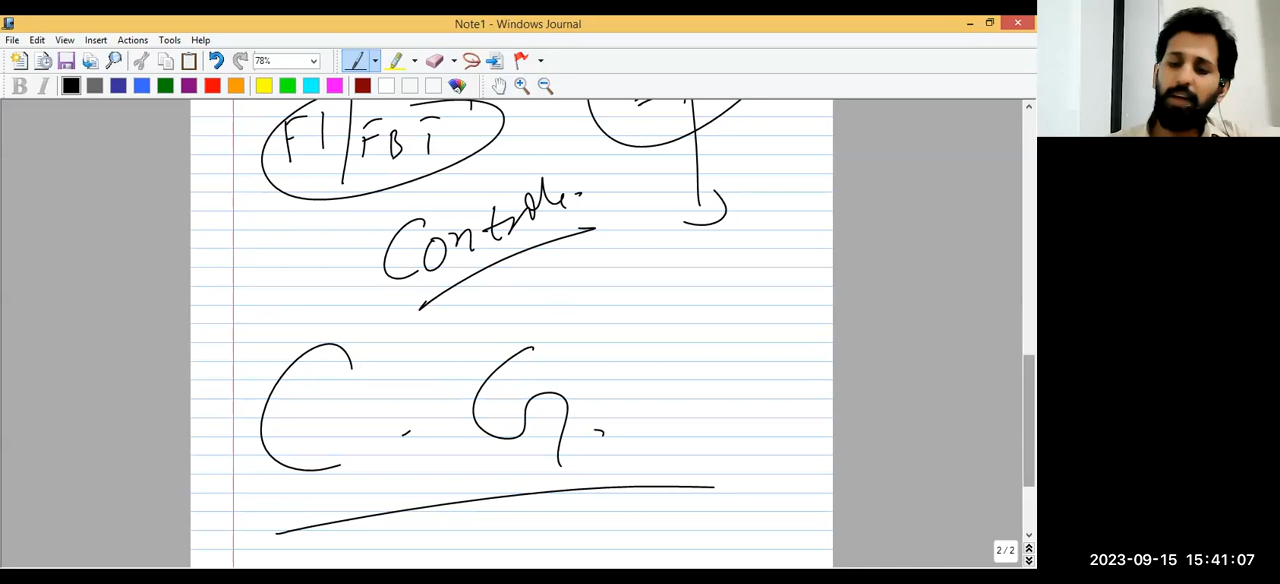 Note1 - Windows Journal
File Edit View Insert Actions Tools Help
78%
B I
FI FBT
Control.
C. G.
2 / 2
2023-09-15 15:41:07